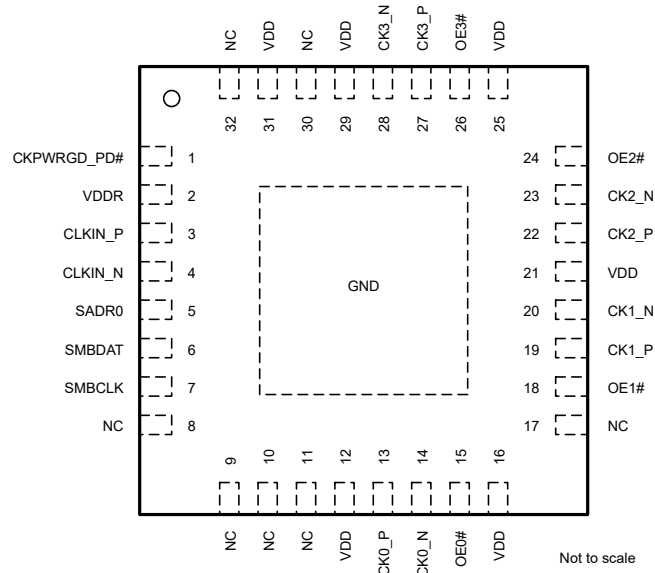 NC
VDD
NC
VDD
CK3_N
CK3_P
OE3#
VDD
32
31
30
29
28
27
26
25
CKPWRGD_PD# 1
VDDR 2
CLKIN_P 3
CLKIN_N 4
SADR0 5
SMBDAT 6
SMBCLK 7
NC 8
GND
24 OE2#
23 CK2_N
22 CK2_P
21 VDD
20 CK1_N
19 CK1_P
18 OE1#
17 NC
9
10
11
12
13
14
15
16
NC
NC
NC
VDD
CK0_P
CK0_N
OE0#
VDD
Not to scale